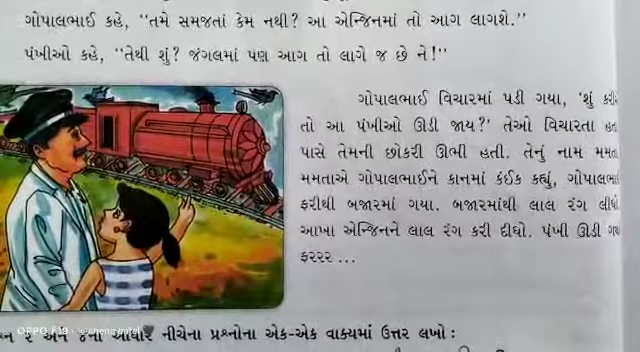 ગોપાલભાઈ કહે, “તમે સમજતાં કેમ નથી? આ એન્જિનમાં તો આગ લાગશે.”
પંખીઓ કહે, “તેથી શું? જંગલમાં પણ આગ તો લાગે જ છે ને!”
ગોપાલભાઈ વિચારમાં પડી ગયા, ‘શું
તો આ પંખીઓ ઊડી જાય?’ તેઓ વિચારતા
પાસે તેમની છોકરી ઊભી હતી. તેનું નામ
મમતાએ ગોપાલભાઈને કાનમાં કંઈક કહ્યું,
ફરીથી બજારમાં ગયા. બજારમાંથી લાલ રંગ
આખા એન્જિનને લાલ રંગ કરી દીધો. પંખી ઊડી
ફરરર ...
નીચેના પ્રશ્નોના એક-એક વાક્યમાં ઉત્તર લખો :
OPPO